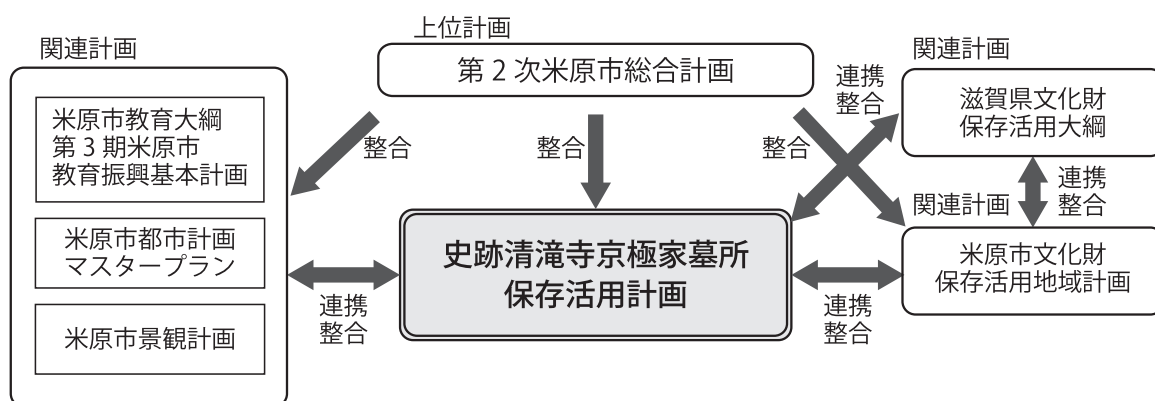 関連計画
米原市教育大綱
第3期米原市
教育振興基本計画
米原市都市計画
マスタープラン
米原市景観計画
上位計画
第2次米原市総合計画
整合
整合
整合
連携
整合
史跡清滝寺京極家墓所
保存活用計画
連携
整合
連携
整合
関連計画
滋賀県文化財
保存活用大綱
連携
整合
関連計画
米原市文化財
保存活用地域計画